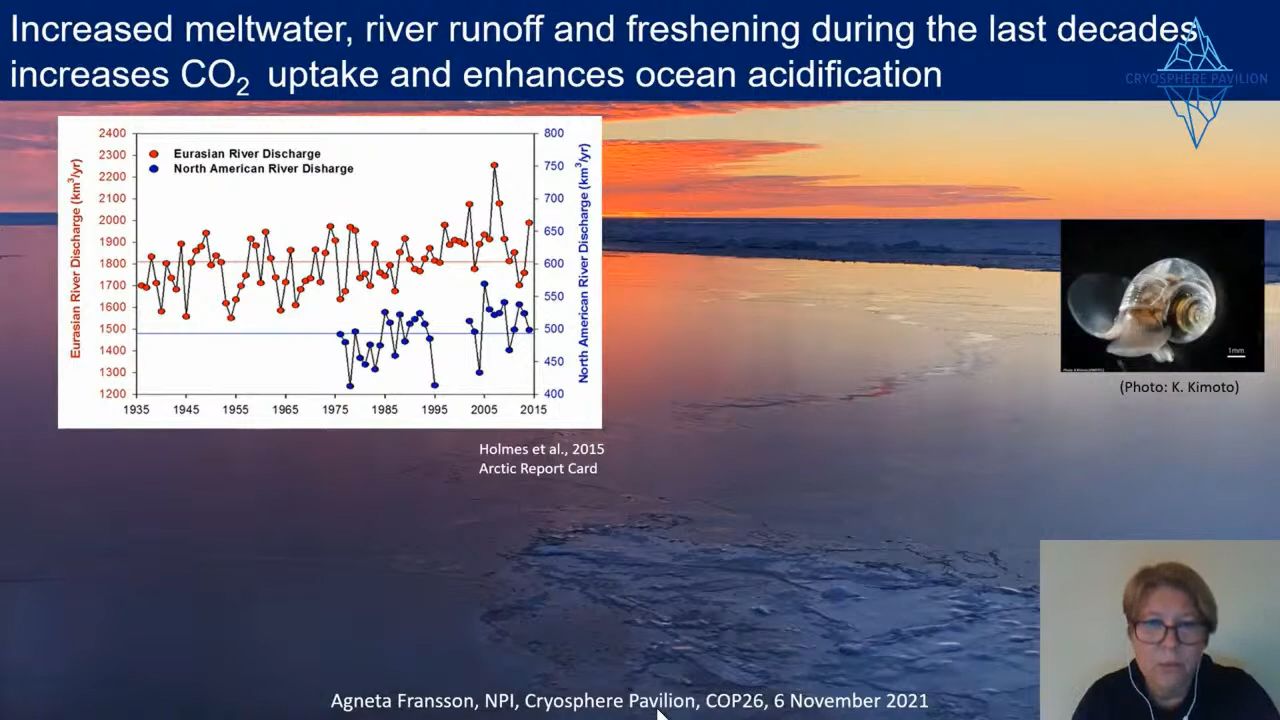 Increased meltwater, river runoff and freshening during the last decades
increases CO₂ uptake and enhances ocean acidification
CRYOSPHERE PAVILION
Eurasian River Discharge (km³/yr)
2400
2300
2200
2100
2000
1900
1800
1700
1600
1500
1400
1300
1200
Eurasian River Discharge
North American River Disharge
1935 1945 1955 1965 1975 1985 1995 2005 2015
800
750
700
650
600
550
500
450
400
North American River Discharge (km³/yr)
Holmes et al., 2015
Arctic Report Card
1mm
(Photo: K. Kimoto)
Agneta Fransson, NPI, Cryosphere Pavilion, COP26, 6 November 2021